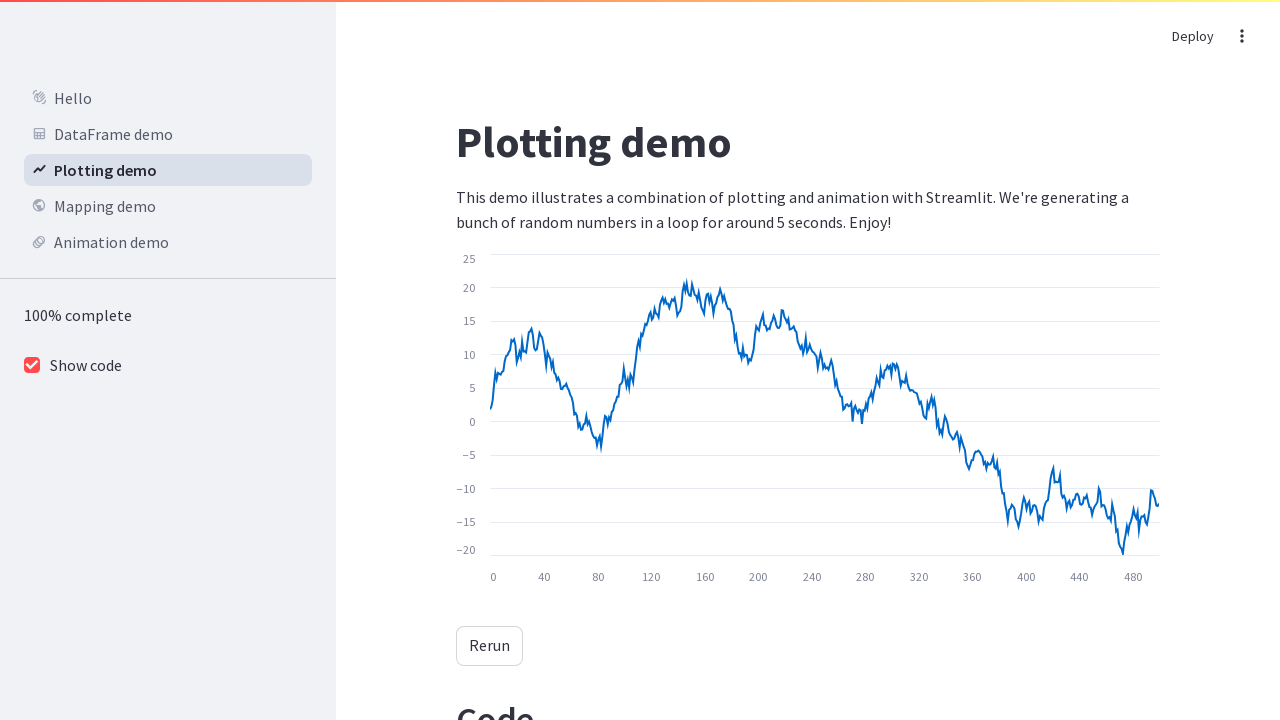 Deploy
Hello
DataFrame demo
Plotting demo
Mapping demo
Animation demo
100% complete
Show code
Plotting demo
This demo illustrates a combination of plotting and animation with Streamlit. We're generating a
bunch of random numbers in a loop for around 5 seconds. Enjoy!
25
20
15
10
5
0
−5
−10
−15
−20
0 40 80 120 160 200 240 280 320 360 400 440 480
Rerun
Code